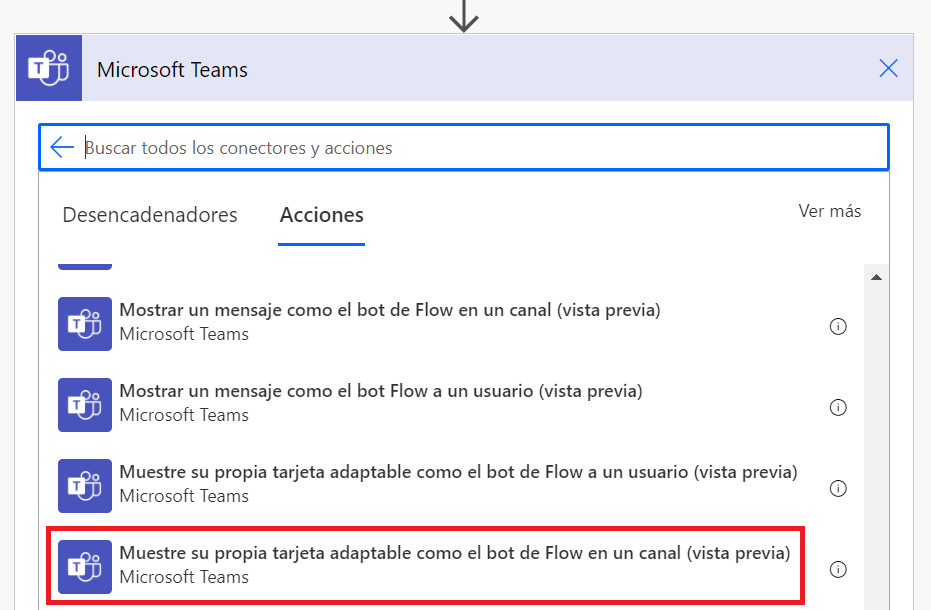 Microsoft Teams
Buscar todos los conectores y acciones
Desencadenadores Acciones Ver más
Mostrar un mensaje como el bot de Flow en un canal (vista previa)
Microsoft Teams
Mostrar un mensaje como el bot Flow a un usuario (vista previa)
Microsoft Teams
Muestre su propia tarjeta adaptable como el bot de Flow a un usuario (vista previa)
Microsoft Teams
Muestre su propia tarjeta adaptable como el bot de Flow en un canal (vista previa)
Microsoft Teams